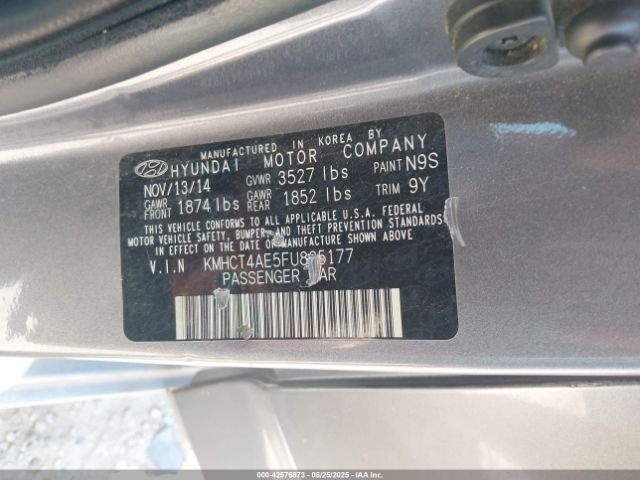 MANUFACTURED IN KOREA BY
HYUNDAI MOTOR COMPANY
NOV/13/14 GVWR 3527 lbs PAINT N9S
GAWR FRONT 1874 lbs GAWR REAR 1852 lbs TRIM 9Y
THIS VEHICLE CONFORMS TO ALL APPLICABLE U.S.A. FEDERAL
MOTOR VEHICLE SAFETY, BUMPER, AND THEFT PREVENTION STANDARDS
IN EFFECT ON THE DATE OF MANUFACTURE SHOWN ABOVE.
V.I.N
PASSENGER CAR
000-42576873 | 06/25/2025 | IAA Inc.